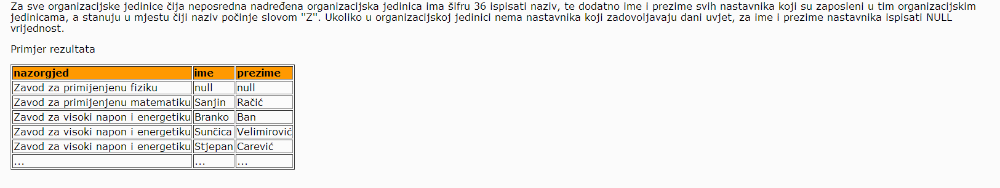 Za sve organizacijske jedinice čija neposredna nadređena organizacijska jedinica ima šifru 36 ispisati naziv, te dodatno ime i prezime svih nastavnika koji su zaposleni u tim organizacijskim
jedinicama, a stanuju u mjestu čiji naziv počinje slovom "Z". Ukoliko u organizacijskoj jedinici nema nastavnika koji zadovoljavaju dani uvjet, za ime i prezime nastavnika ispisati NULL
vrijednost.
Primjer rezultata
nazorgjed ime prezime
Zavod za primijenjenu fiziku null null
Zavod za primijenjenu matematiku Sanjin Račić
Zavod za visoki napon i energetiku Branko Ban
Zavod za visoki napon i energetiku Sunčica Velimirović
Zavod za visoki napon i energetiku Stjepan Carević
... ... ...